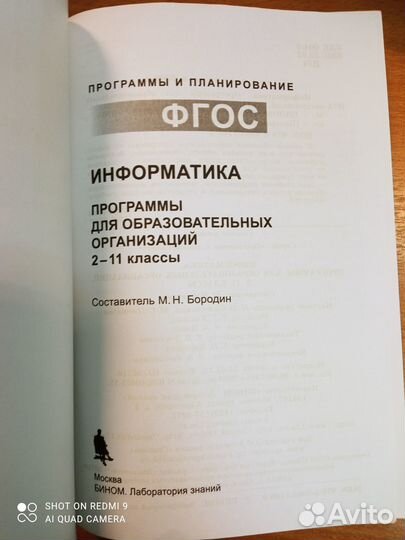 ПРОГРАММЫ И ПЛАНИРОВАНИЕ
ФГОС
ИНФОРМАТИКА
ПРОГРАММЫ
ДЛЯ ОБРАЗОВАТЕЛЬНЫХ
ОРГАНИЗАЦИЙ
2–11 классы
Составитель М. Н. Бородин
Москва
БИНОМ. Лаборатория знаний
SHOT ON REDMI 9
AI QUAD CAMERA
Avito